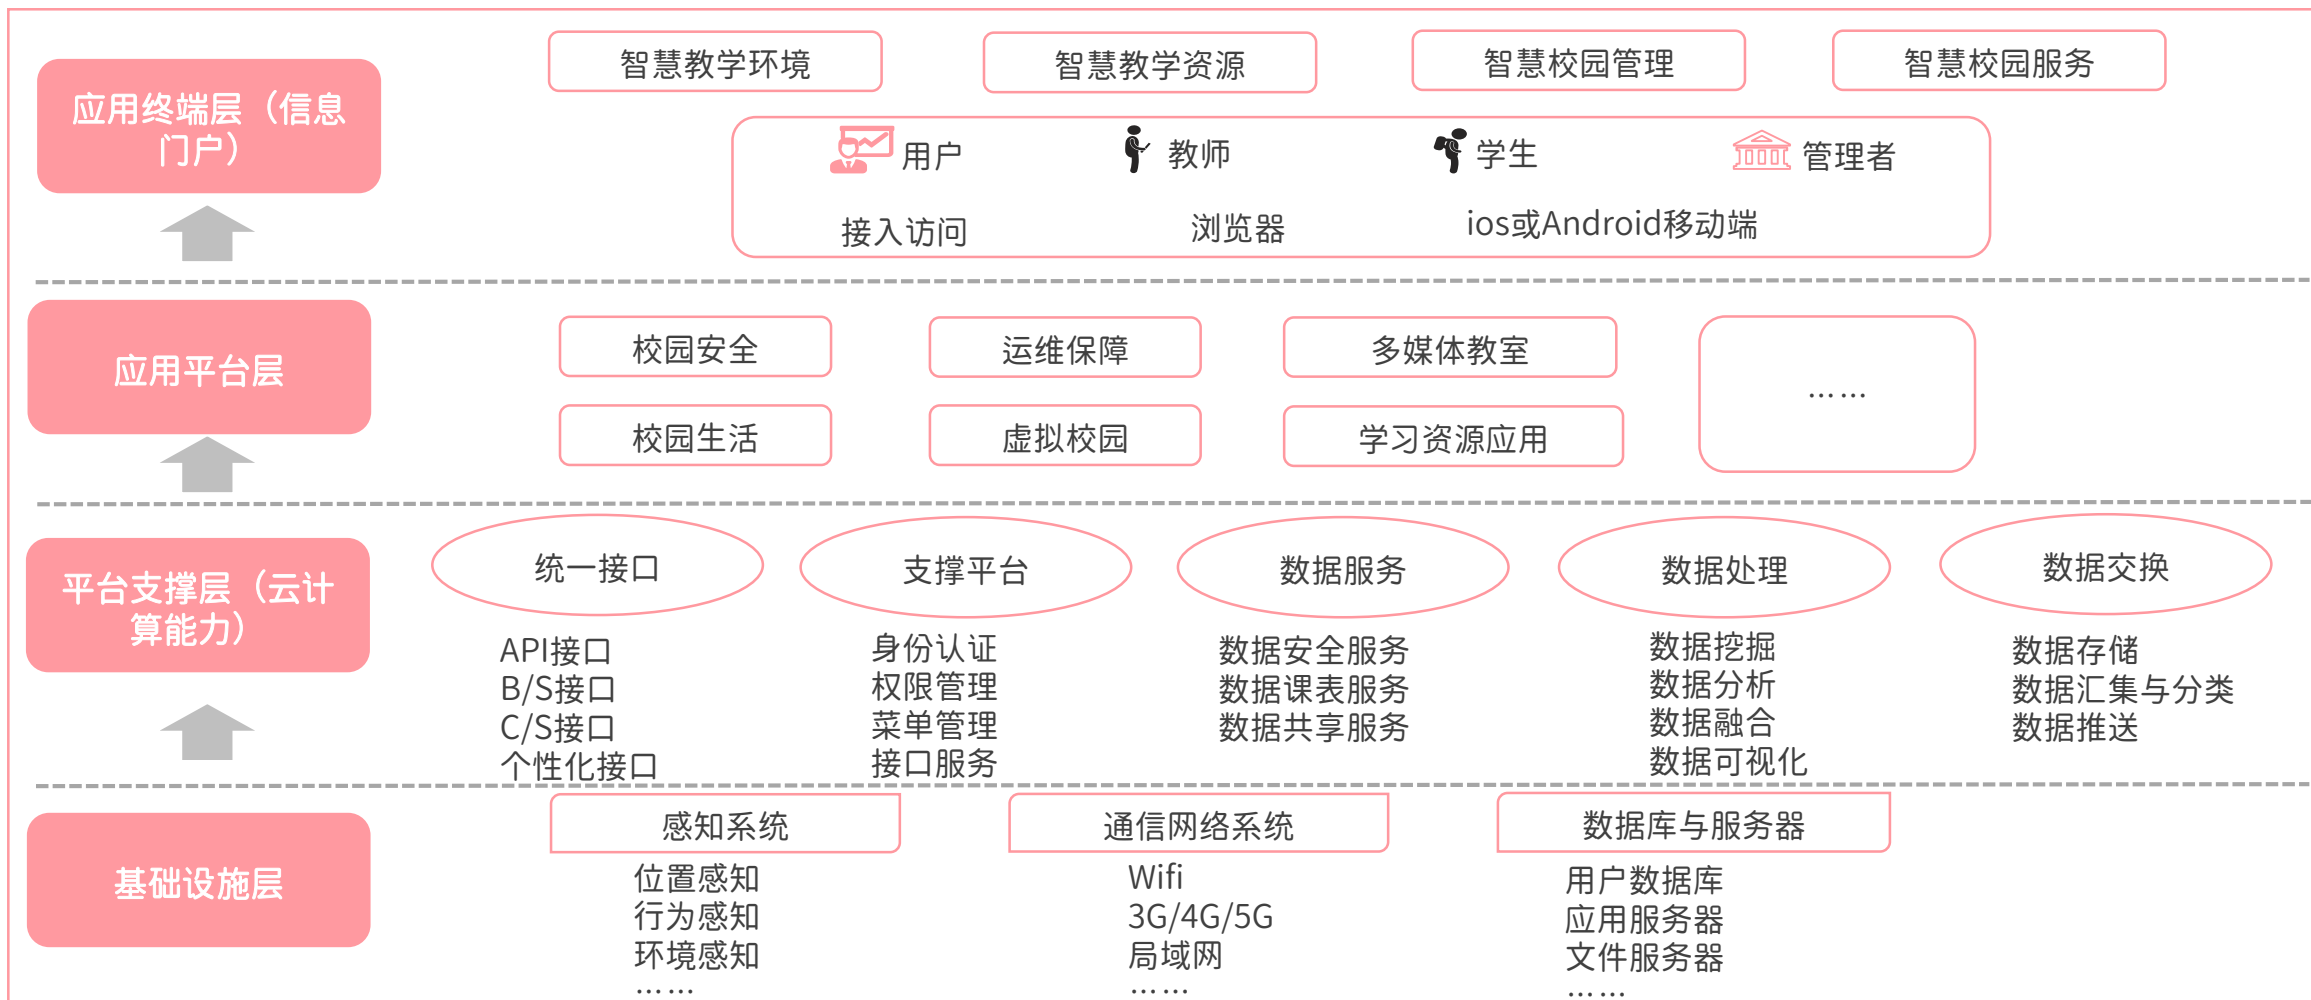 智慧教学环境
智慧教学资源
智慧校园管理
智慧校园服务
应用终端层（信息
门户）
用户
教师
学生
管理者
接入访问
浏览器
ios或Android移动端
应用平台层
校园安全
运维保障
多媒体教室
……
校园生活
虚拟校园
学习资源应用
平台支撑层（云计
算能力）
统一接口
API接口
B/S接口
C/S接口
个性化接口
支撑平台
身份认证
权限管理
菜单管理
接口服务
数据服务
数据安全服务
数据课表服务
数据共享服务
数据处理
数据挖掘
数据分析
数据融合
数据可视化
数据交换
数据存储
数据汇集与分类
数据推送
基础设施层
感知系统
位置感知
行为感知
环境感知
……
通信网络系统
Wifi
3G/4G/5G
局域网
……
数据库与服务器
用户数据库
应用服务器
文件服务器
……